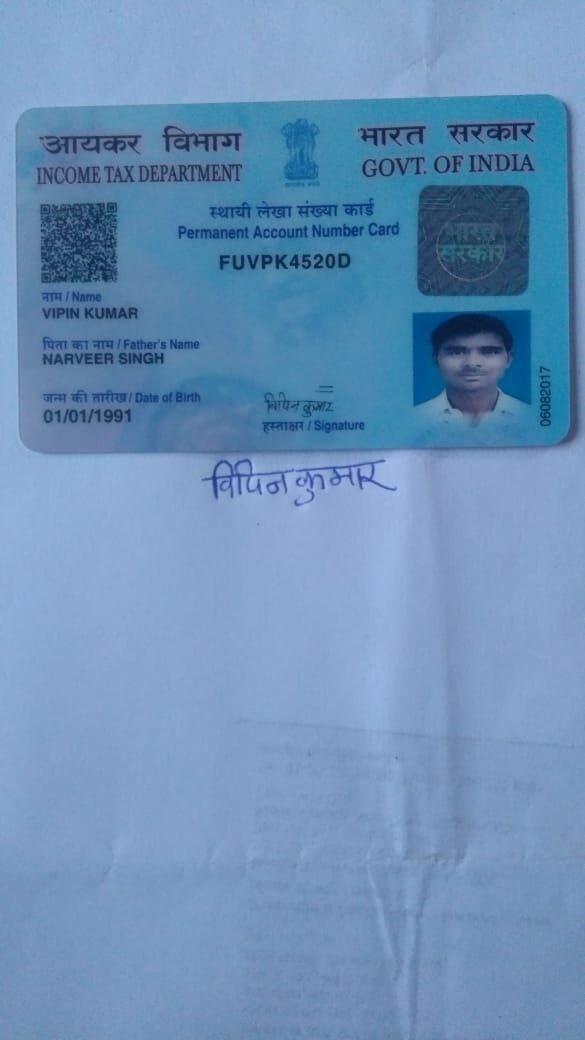 आयकर विभाग
INCOME TAX DEPARTMENT
भारत सरकार
GOVT. OF INDIA
स्थायी लेखा संख्या कार्ड
Permanent Account Number Card
FUVPK4520D
भारत
सरकार
नाम / Name
VIPIN KUMAR
पिता का नाम / Father's Name
NARVEER SINGH
जन्म की तारीख / Date of Birth
01/01/1991
विपिन कुमार
हस्ताक्षर / Signature
06082017
विपिन कुमार